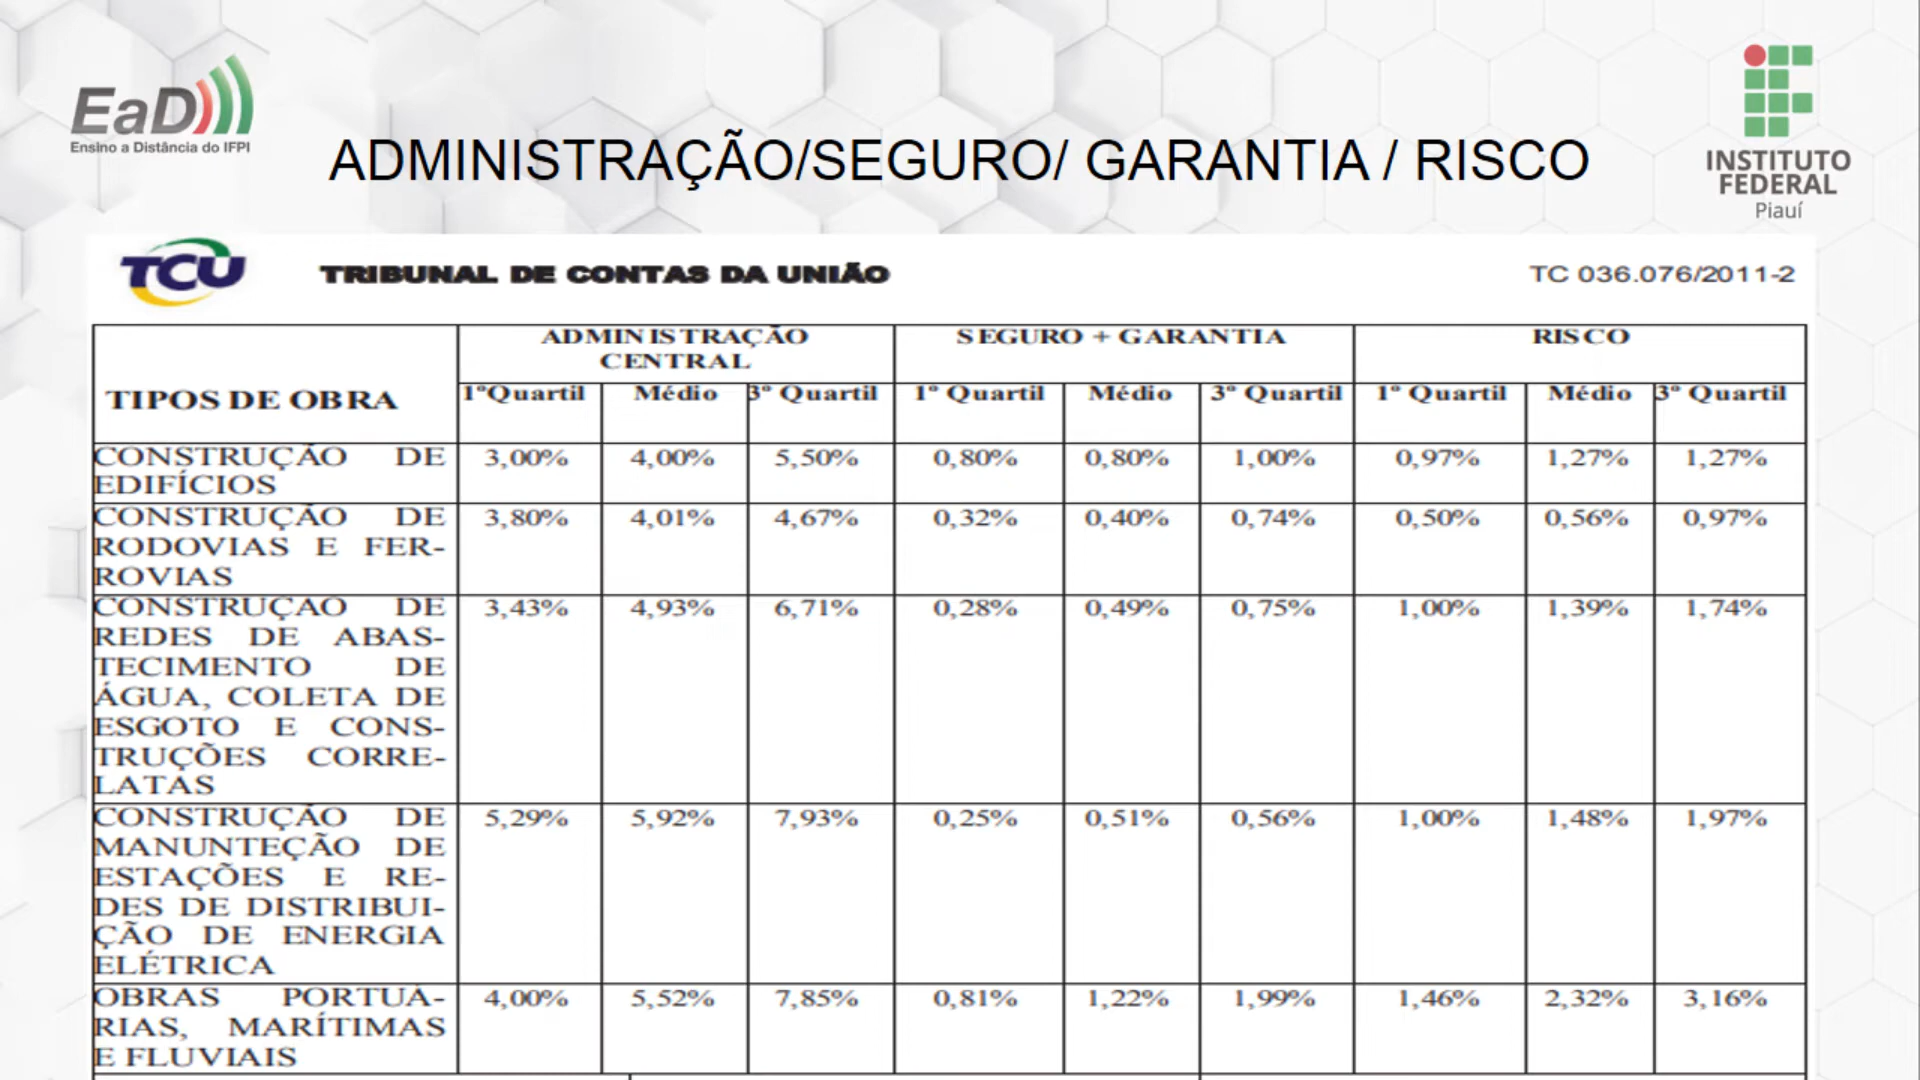 EaD
Ensino a Distância do IFPI
ADMINISTRAÇÃO/SEGURO/ GARANTIA / RISCO
INSTITUTO
FEDERAL
Piauí
TCU
TRIBUNAL DE CONTAS DA UNIÃO
TC 036.076/2011-2
TIPOS DE OBRA
ADMINISTRAÇÃO
CENTRAL
SEGURO + GARANTIA
RISCO
1ºQuartil Médio 3º Quartil 1º Quartil Médio 3º Quartil 1º Quartil Médio 3º Quartil
CONSTRUÇÃO DE
EDIFÍCIOS
3,00% 4,00% 5,50% 0,80% 0,80% 1,00% 0,97% 1,27% 1,27%
CONSTRUÇÃO DE
RODOVIAS E FER-
ROVIAS
3,80% 4,01% 4,67% 0,32% 0,40% 0,74% 0,50% 0,56% 0,97%
CONSTRUÇÃO DE
REDES DE ABAS-
TECIMENTO DE
ÁGUA, COLETA DE
ESGOTO E CONS-
TRUÇÕES CORRE-
LATAS
3,43% 4,93% 6,71% 0,28% 0,49% 0,75% 1,00% 1,39% 1,74%
CONSTRUÇÃO DE
MANUNTEÇÃO DE
ESTAÇÕES E RE-
DES DE DISTRIBUI-
ÇÃO DE ENERGIA
ELÉTRICA
5,29% 5,92% 7,93% 0,25% 0,51% 0,56% 1,00% 1,48% 1,97%
OBRAS PORTUÁ-
RIAS, MARÍTIMAS
E FLUVIAIS
4,00% 5,52% 7,85% 0,81% 1,22% 1,99% 1,46% 2,32% 3,16%